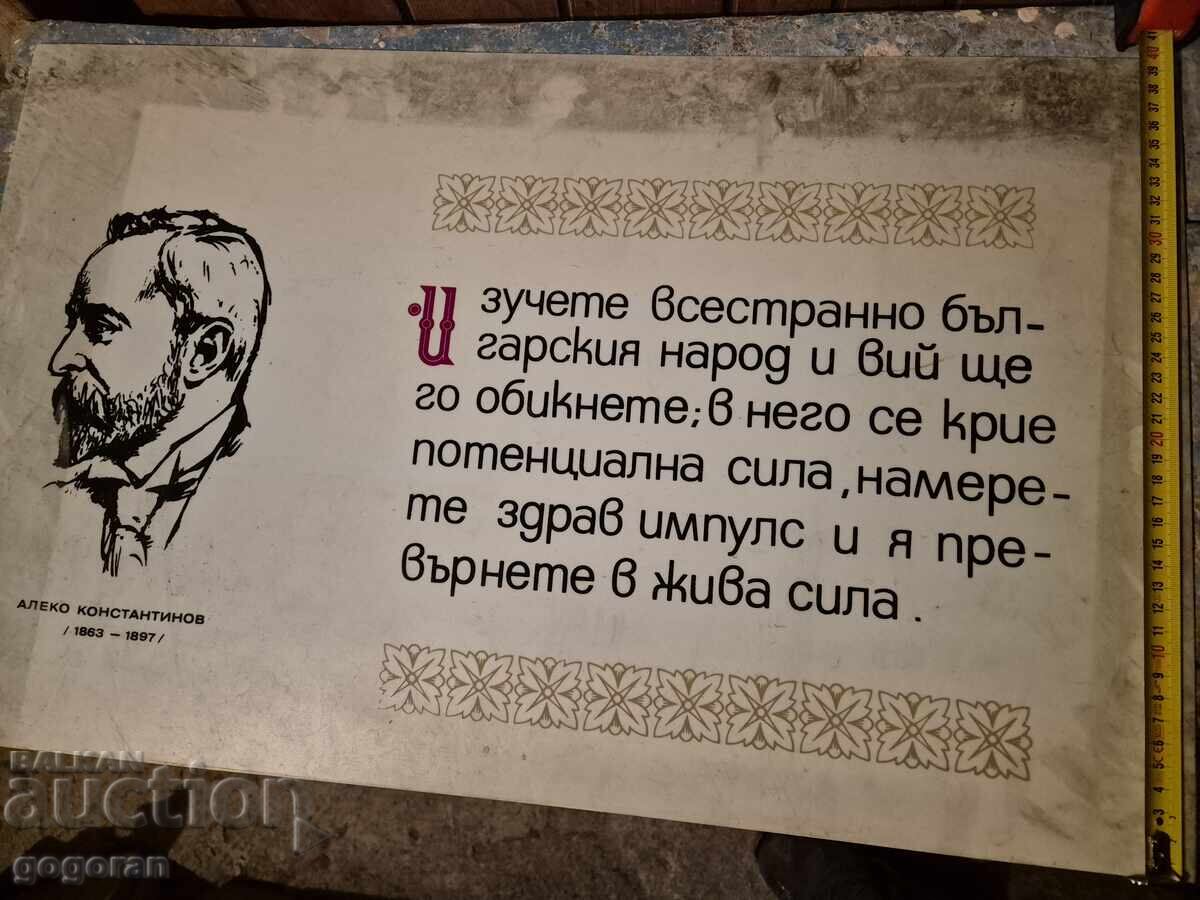 Изучете всестранно бъл-
гарския народ и вий ще
го обикнете; в него се крие
потенциална сила, намере-
те здрав импулс и я пре-
върнете в жива сила.
АЛЕКО КОНСТАНТИНОВ
/ 1863 – 1897 /
BALKAN
auction
gogoran